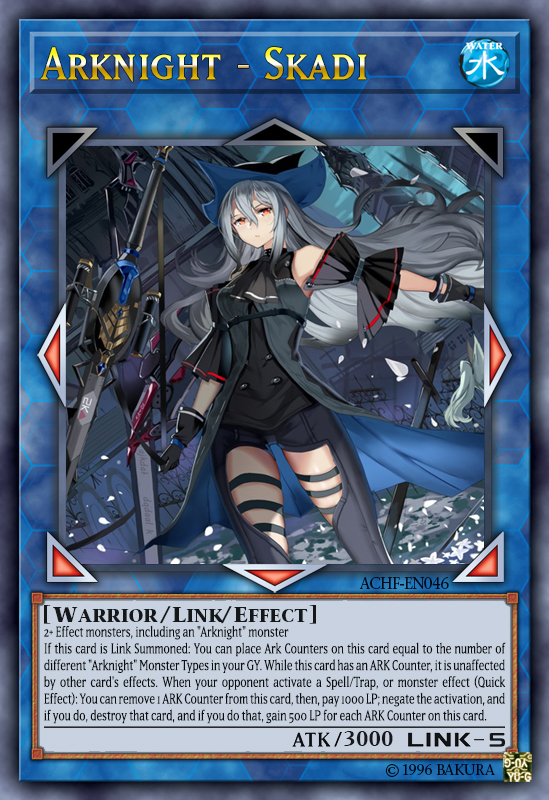 ARKNIGHT - SKADI
WATER
水
ACHF-EN046
[WARRIOR/LINK/EFFECT]
2+ Effect monsters, including an "Arknight" monster
If this card is Link Summoned: You can place Ark Counters on this card equal to the number of
different "Arknight" Monster Types in your GY. While this card has an ARK Counter, it is unaffected
by other card's effects. When your opponent activate a Spell/Trap, or monster effect (Quick
Effect): You can remove 1 ARK Counter from this card, then, pay 1000 LP; negate the activation, and
if you do, destroy that card, and if you do that, gain 500 LP for each ARK Counter on this card.
ATK/3000 LINK-5
© 1996 BAKURA